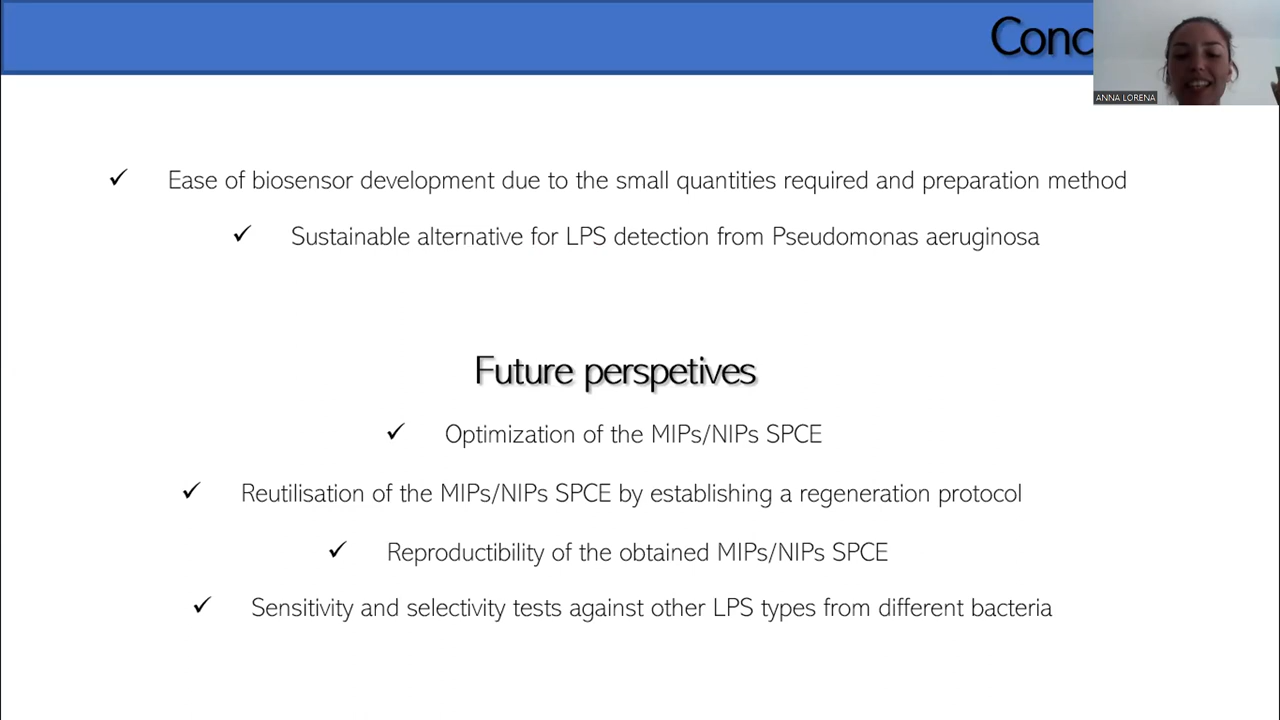 Conc
ANNA LORENA
✓ Ease of biosensor development due to the small quantities required and preparation method
✓ Sustainable alternative for LPS detection from Pseudomonas aeruginosa
Future perspetives
✓ Optimization of the MIPs/NIPs SPCE
✓ Reutilisation of the MIPs/NIPs SPCE by establishing a regeneration protocol
✓ Reproductibility of the obtained MIPs/NIPs SPCE
✓ Sensitivity and selectivity tests against other LPS types from different bacteria